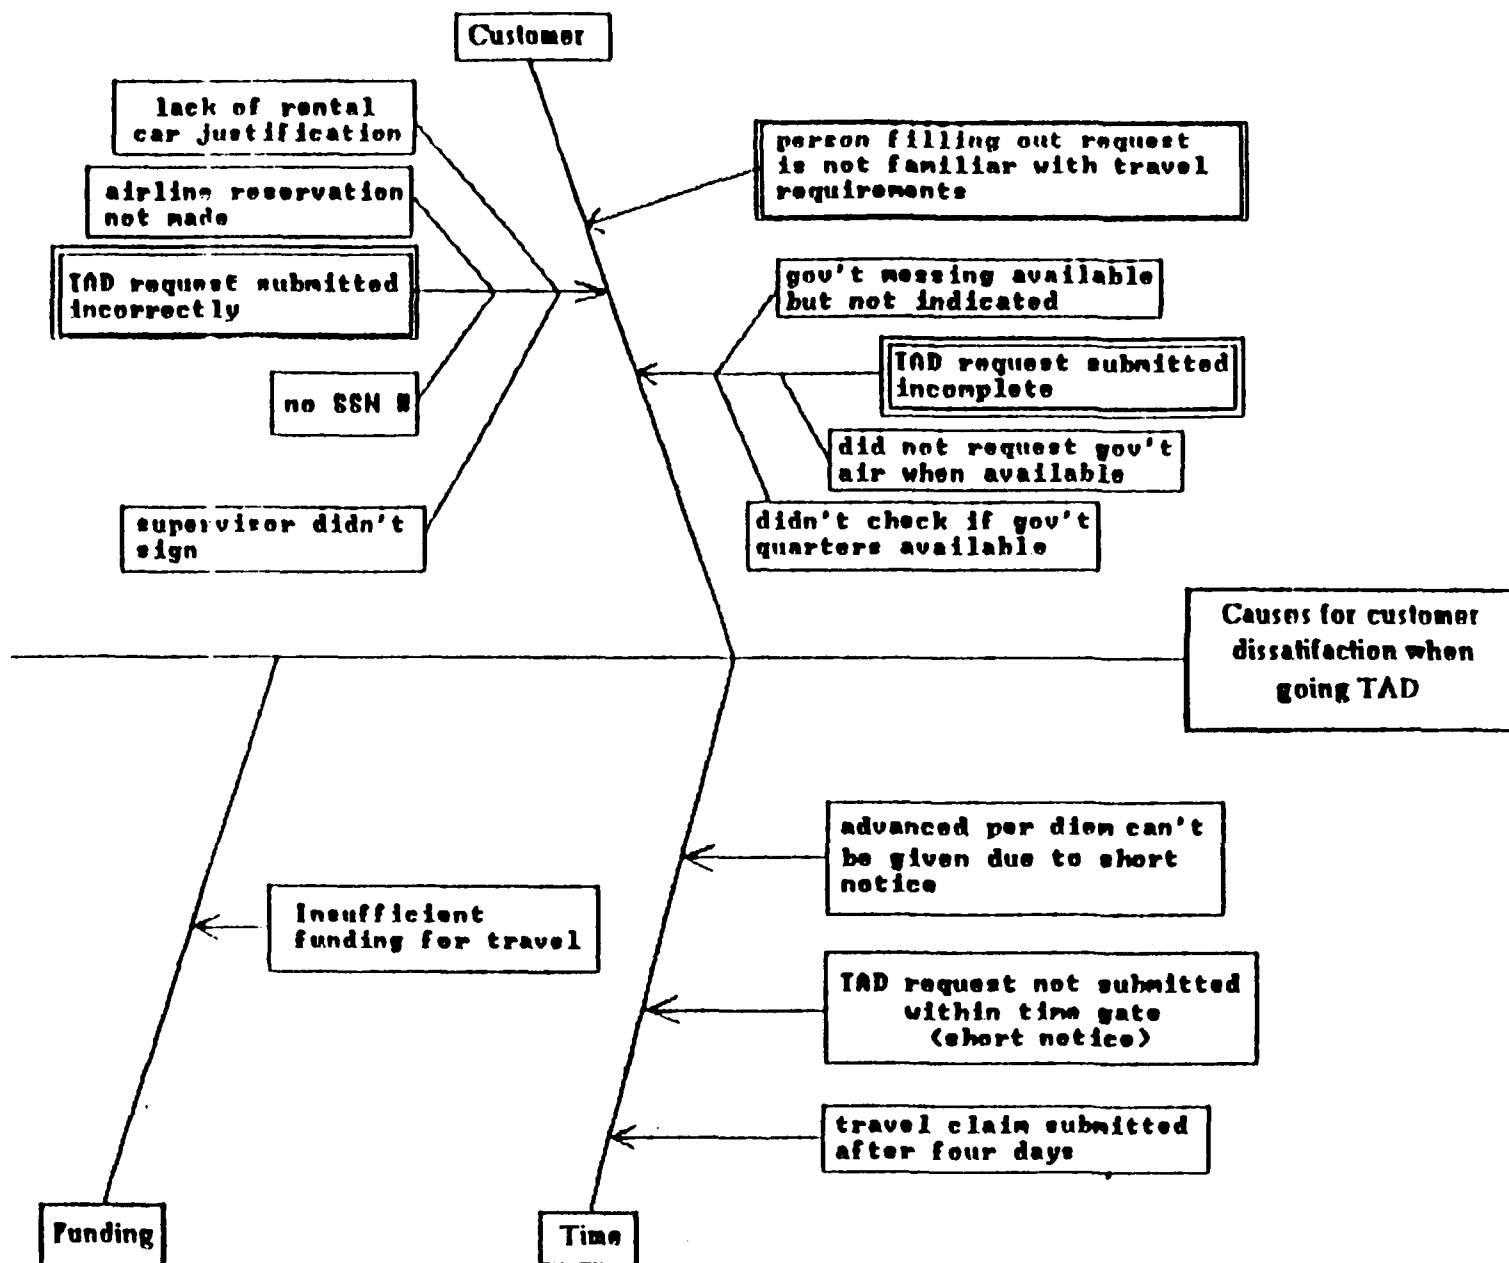 Customer
lack of rental
car justification
airline reservation
not made
TAD request submitted
incorrectly
no SSN #
supervisor didn't
sign
person filling out request
is not familiar with travel
requirements
gov't messing available
but not indicated
TAD request submitted
incomplete
did not request gov't
air when available
didn't check if gov't
quarters available
Causes for customer
dissatifaction when
going TAD
Insufficient
funding for travel
advanced per diem can't
be given due to short
notice
TAD request not submitted
within time gate
(short notice)
travel claim submitted
after four days
Funding
Time